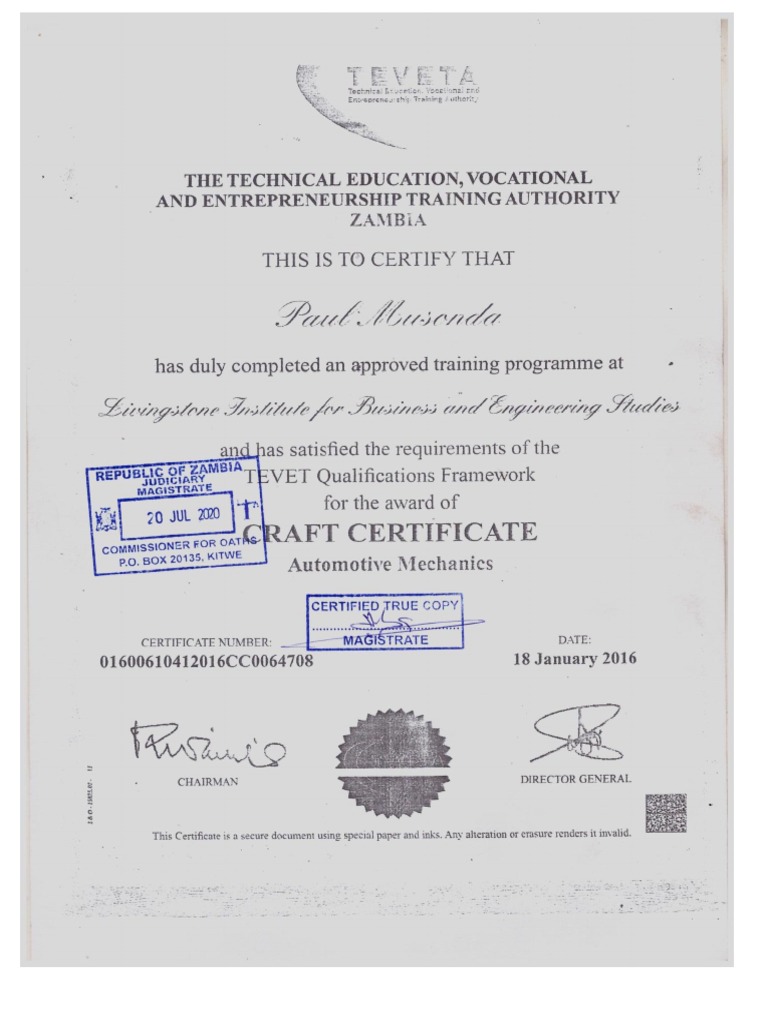 TEVETA
Technical Education, Vocational and
Entrepreneurship Training Authority
THE TECHNICAL EDUCATION, VOCATIONAL
AND ENTREPRENEURSHIP TRAINING AUTHORITY
ZAMBIA
THIS IS TO CERTIFY THAT
Paul Musonda
has duly completed an approved training programme at
Livingstone Institute for Business and Engineering Studies
and has satisfied the requirements of the
TEVET Qualifications Framework
for the award of
CRAFT CERTIFICATE
Automotive Mechanics
REPUBLIC OF ZAMBIA
JUDICIARY
MAGISTRATE
20 JUL 2020
COMMISSIONER FOR OATHS
P.O. BOX 20135, KITWE
CERTIFIED TRUE COPY
MAGISTRATE
CERTIFICATE NUMBER:
01600610412016CC0064708
DATE:
18 January 2016
CHAIRMAN
DIRECTOR GENERAL
This Certificate is a secure document using special paper and inks. Any alteration or erasure renders it invalid.